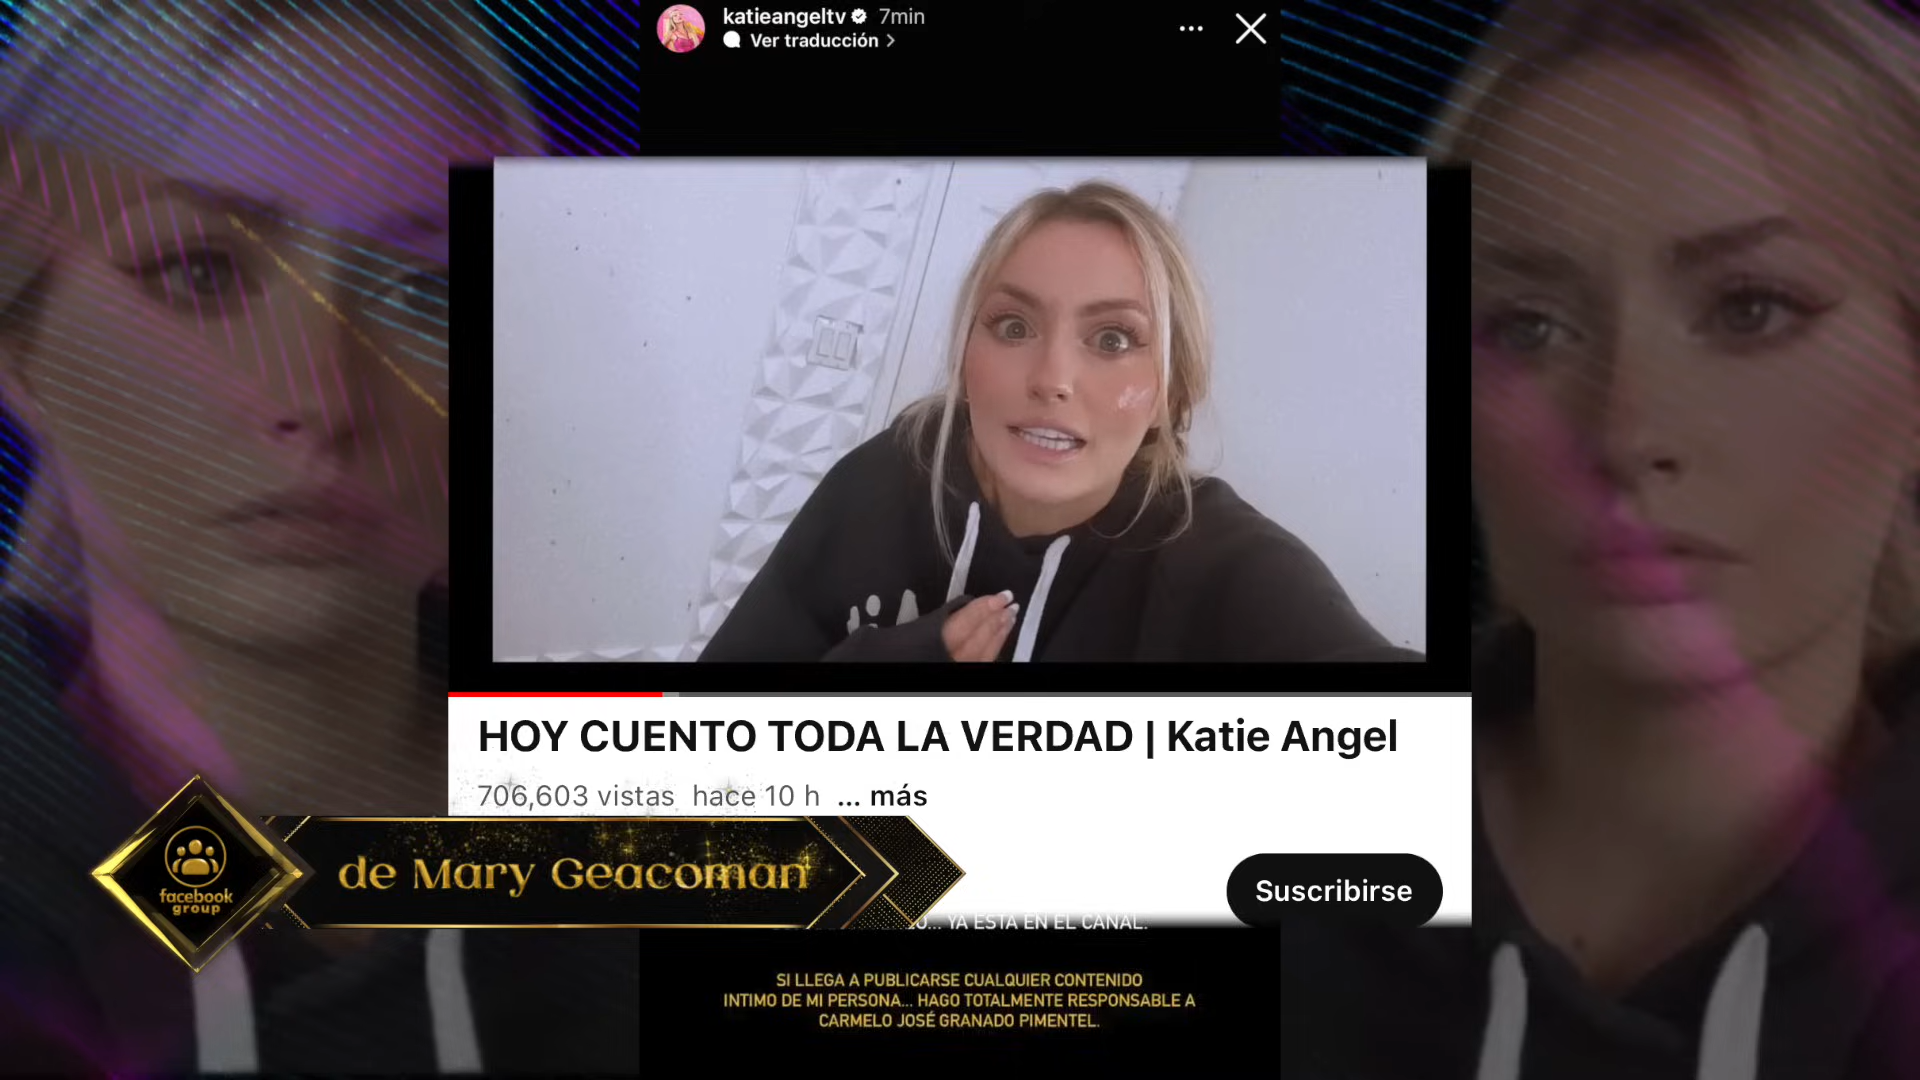 katieangeltv 7min
Ver traducción
HOY CUENTO TODA LA VERDAD | Katie Angel
706,603 vistas hace 10 h ... más
facebook
group
de Mary Geacoman
Suscribirse
YA ESTA EN EL CANAL.
SI LLEGA A PUBLICARSE CUALQUIER CONTENIDO
INTIMO DE MI PERSONA... HAGO TOTALMENTE RESPONSABLE A
CARMELO JOSÉ GRANADO PIMENTEL.